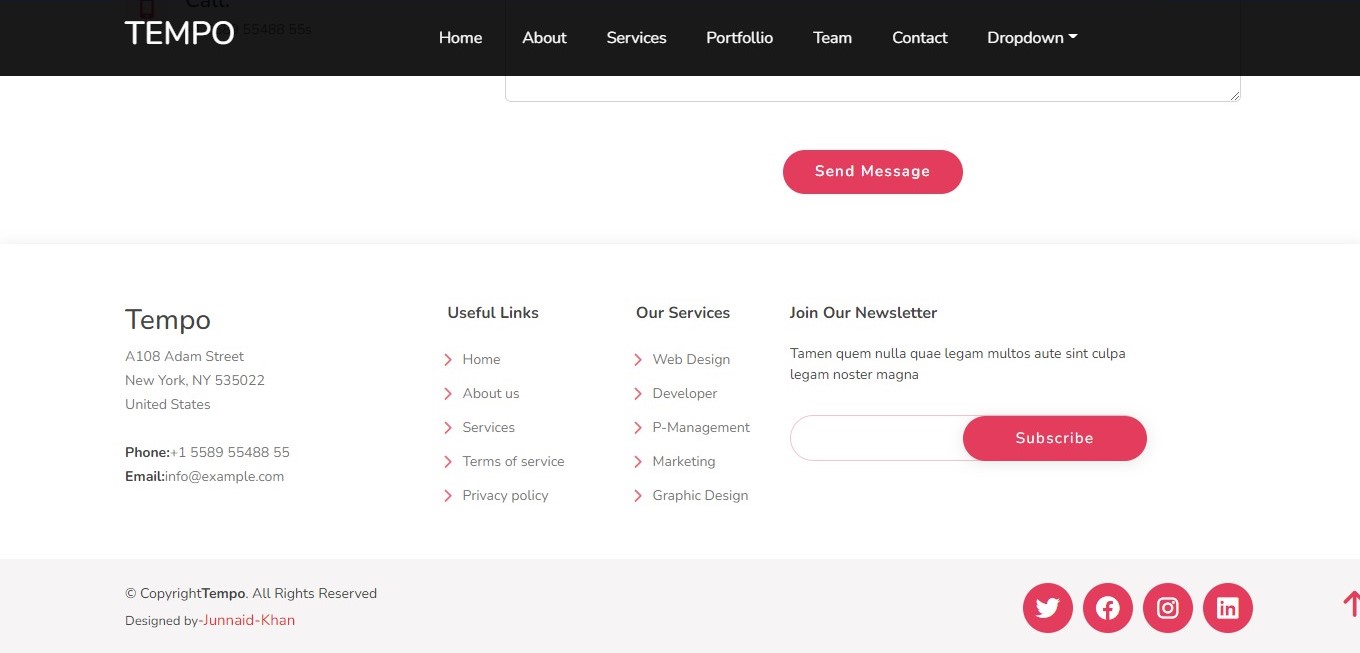 Call:
TEMPO
55488 55s
Home
About
Services
Portfollio
Team
Contact
Dropdown
Send Message
Tempo
A108 Adam Street
New York, NY 535022
United States
Phone:+1 5589 55488 55
Email:info@example.com
Useful Links
Home
About us
Services
Terms of service
Privacy policy
Our Services
Web Design
Developer
P-Management
Marketing
Graphic Design
Join Our Newsletter
Tamen quem nulla quae legam multos aute sint culpa
legam noster magna
Subscribe
© CopyrightTempo. All Rights Reserved
Designed by-Junnaid-Khan